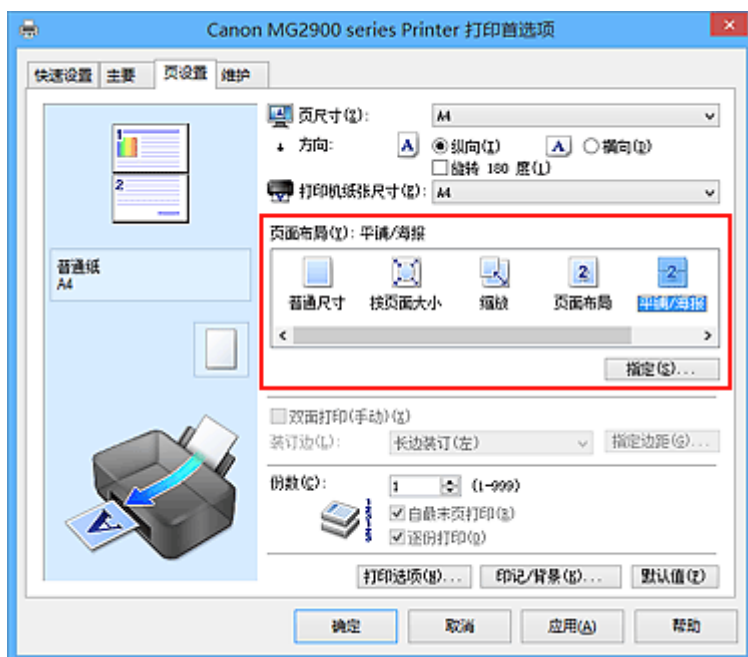 Canon MG2900 series Printer 打印首选项
快速设置 主要 页设置 维护
页尺寸(Z): A4
方向: A 纵向(I) A 横向(D)
旋转 180 度(L)
打印机纸张尺寸(E): A4
页面布局(Y): 平铺/海报
普通尺寸 按页面大小 缩放 页面布局 平铺/海报
指定(S)...
普通纸
A4
双面打印(手动)(X)
装订边(L): 长边装订(左) 指定边距(G)...
份数(C): 1 (1-999)
自最末页打印(R)
逐份打印(O)
打印选项(N)... 印记/背景(K)... 默认值(F)
确定 取消 应用(A) 帮助